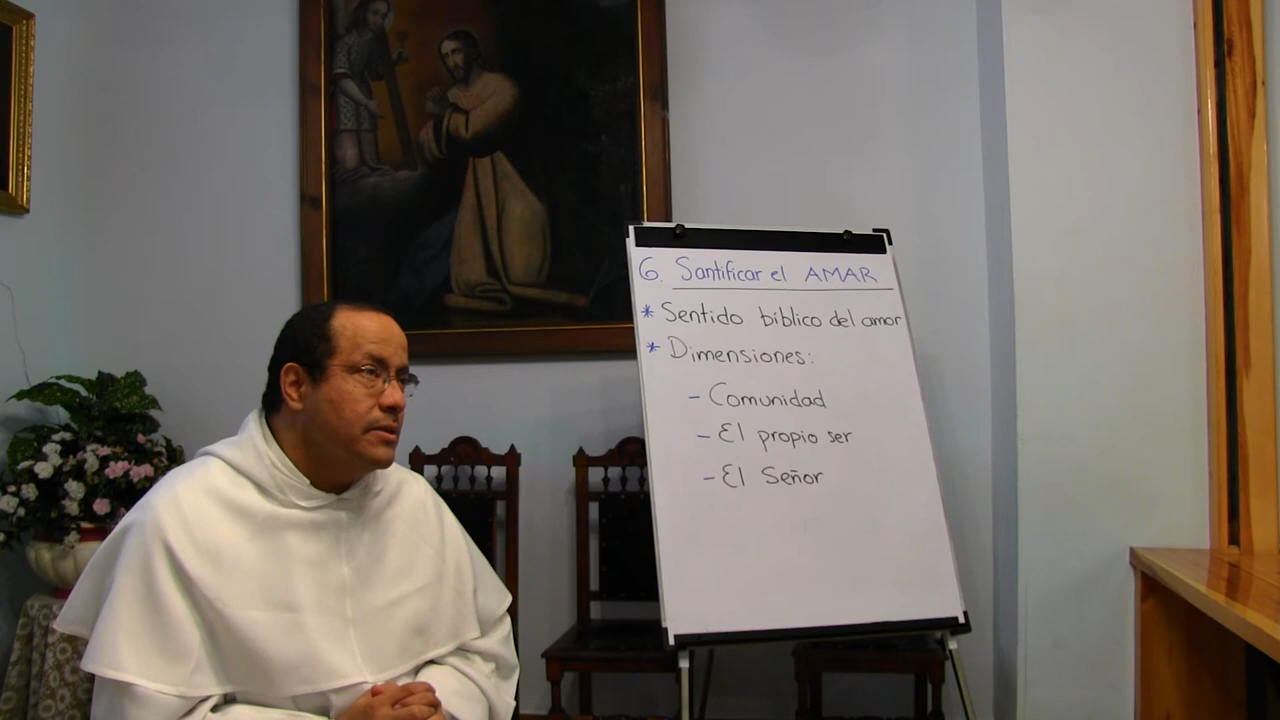 6. Santificar el AMAR
* Sentido bíblico del amor
* Dimensiones:
- Comunidad
- El propio ser
- El Señor